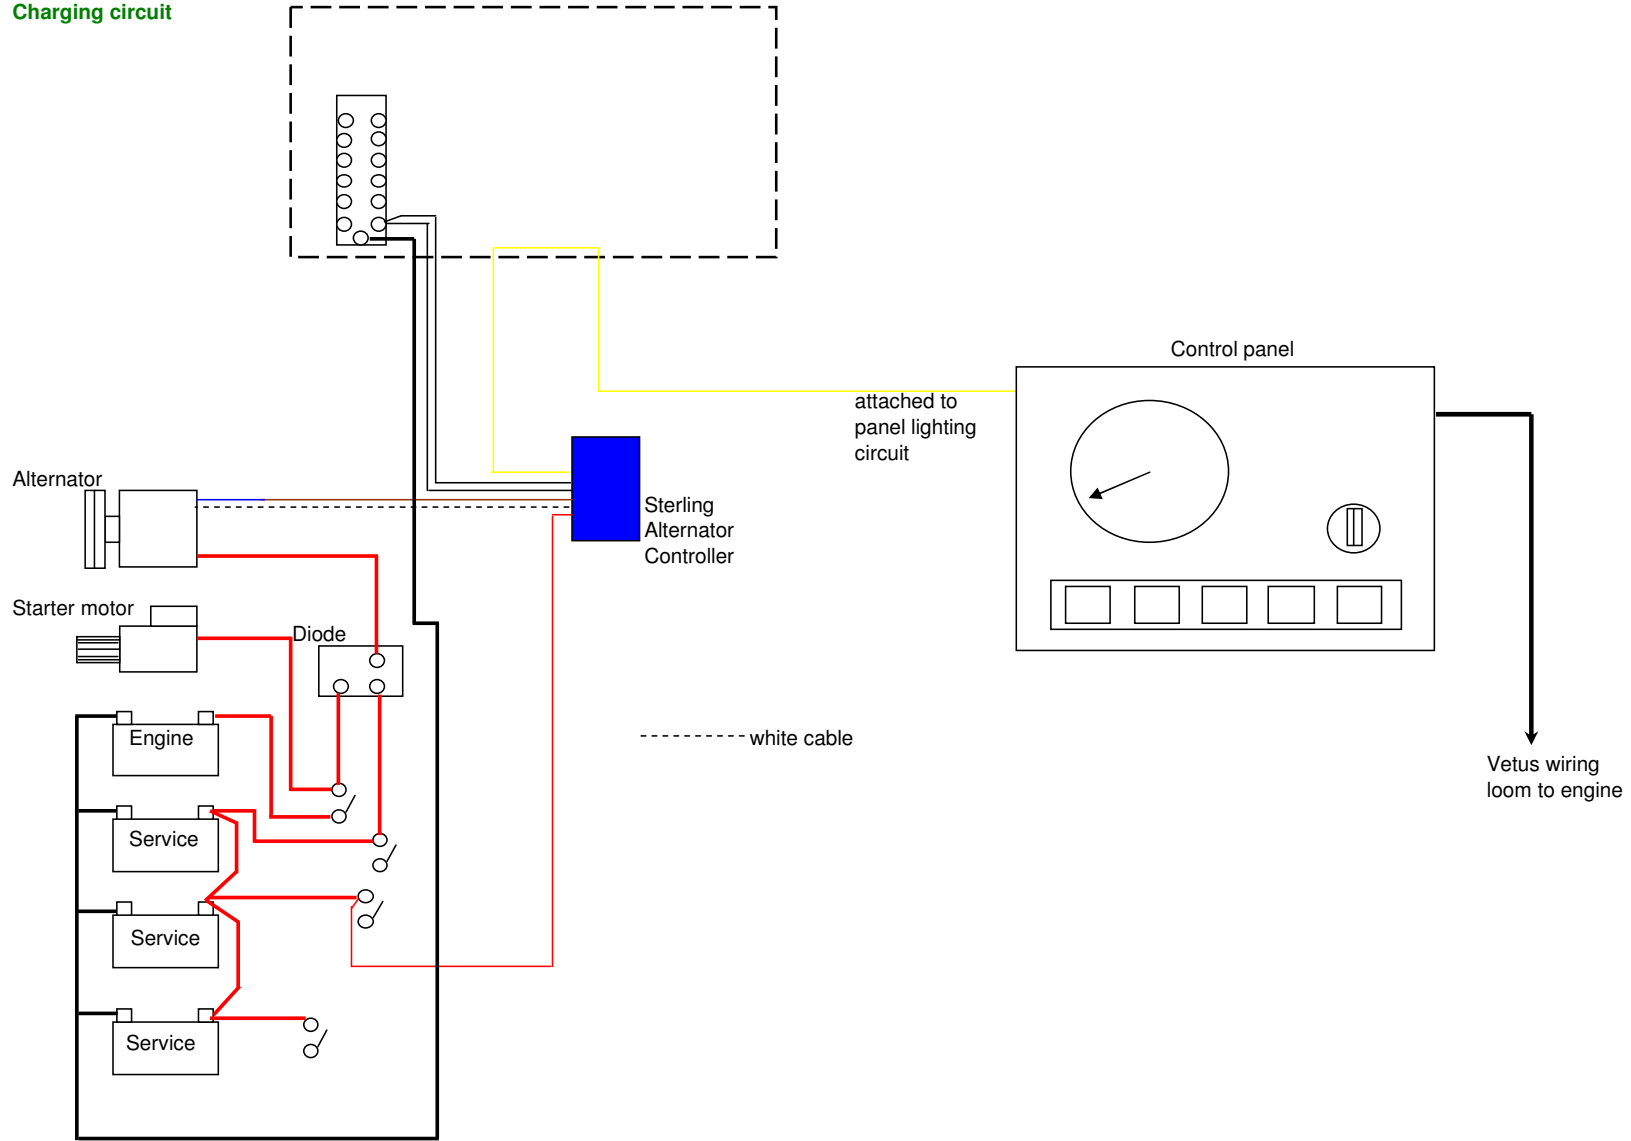 Charging circuit
Control panel
attached to
panel lighting
circuit
Alternator
Sterling
Alternator
Controller
Starter motor
Diode
Engine
white cable
Vetus wiring
loom to engine
Service
Service
Service